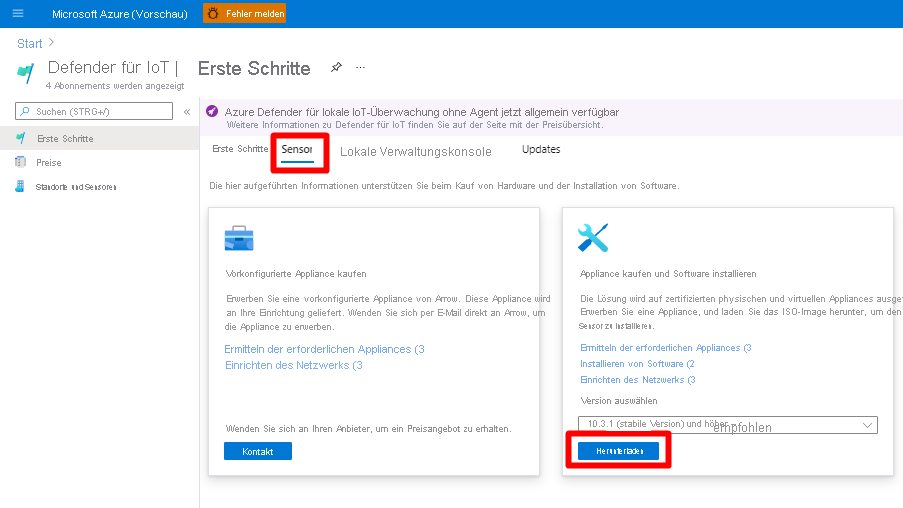 Microsoft Azure (Vorschau)
Fehler melden
Start
Defender für IoT |
Erste Schritte
4 Abonnements werden angezeigt
Suchen (STRG+/)
«
Erste Schritte
Preise
Standorte und Sensoren
Azure Defender für lokale IoT-Überwachung ohne Agent jetzt allgemein verfügbar
Weitere Informationen zu Defender für IoT finden Sie auf der Seite mit der Preisübersicht.
Erste Schritte
Sensor
Lokale Verwaltungskonsole
Updates
Die hier aufgeführten Informationen unterstützen Sie beim Kauf von Hardware und der Installation von Software.
Vorkonfigurierte Appliance kaufen
Erwerben Sie eine vorkonfigurierte Appliance von Arrow. Diese Appliance wird
an Ihre Einrichtung geliefert. Wenden Sie sich per E-Mail direkt an Arrow, um
die Appliance zu erwerben.
Ermitteln der erforderlichen Appliances (3
Einrichten des Netzwerks (3
Wenden Sie sich an Ihren Anbieter, um ein Preisangebot zu erhalten.
Kontakt
Appliance kaufen und Software installieren
Die Lösung wird auf zertifizierten physischen und virtuellen Appliances ausge
Erwerben Sie eine Appliance, und laden Sie das ISO-Image herunter, um den
Sensor zu installieren.
Ermitteln der erforderlichen Appliances (3
Installieren von Software (2
Einrichten des Netzwerks (3
Version auswählen
10.3.1 (stabile Version) und höher –
empfohlen
Herunterladen